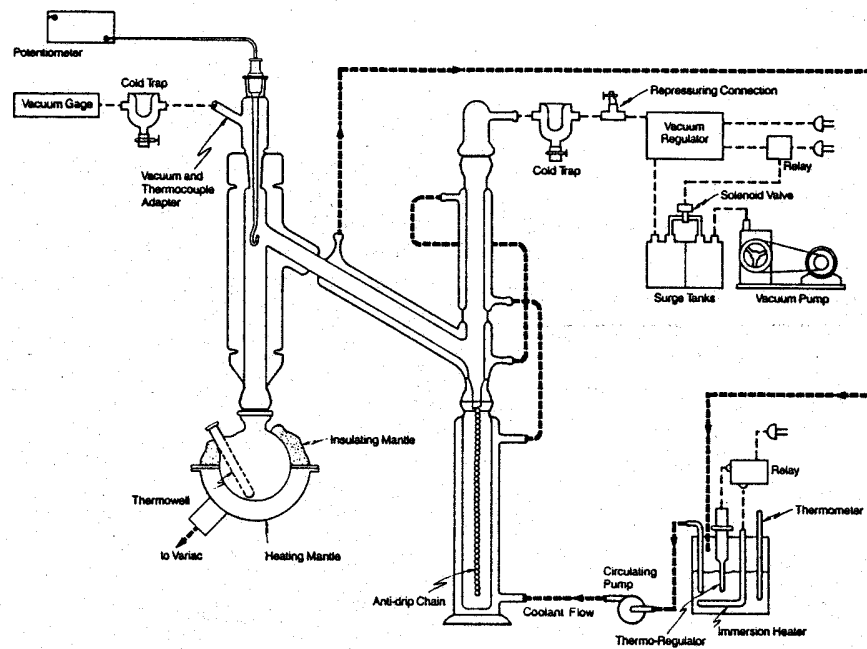 Potentiometer
Cold Trap
Vacuum Gage
Vacuum and
Thermocouple
Adapter
Repressuring Connection
Vacuum
Regulator
Cold Trap
Relay
Solenoid Valve
Surge Tanks
Vacuum Pump
Insulating Mantle
Thermowell
to Variac
Heating Mantle
Anti-drip Chain
Coolant Flow
Circulating
Pump
Relay
Thermometer
Thermo-Regulator
Immersion Heater